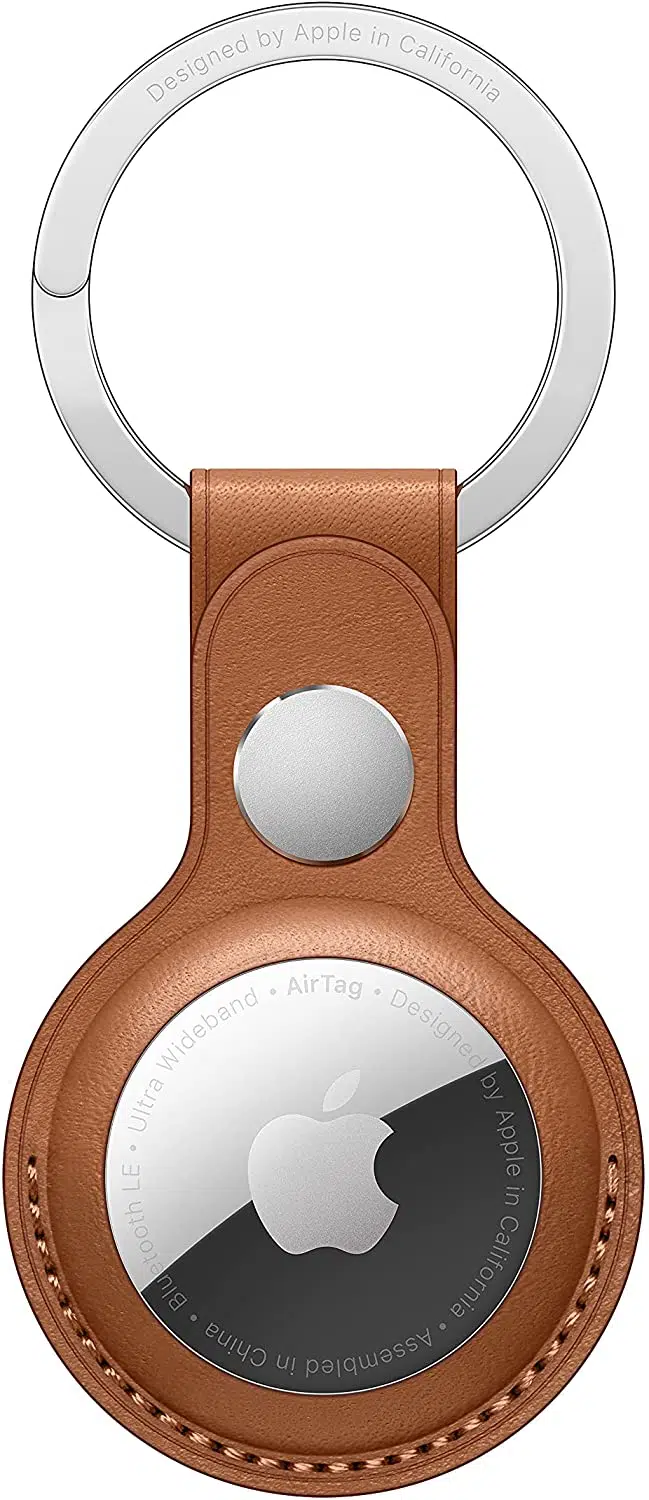 Designed by Apple in California
AirTag • Designed by Apple in California • Assembled in China • Bluetooth LE • Ultra Wideband •